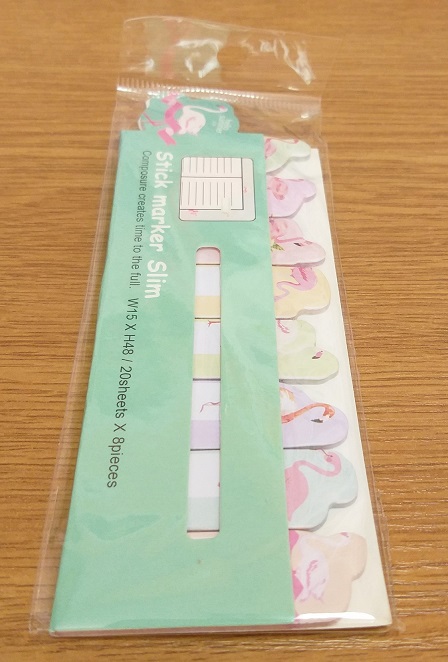 Stick marker Slim
Composure creates time to the full. W15 X H48 / 20sheets X 8pieces